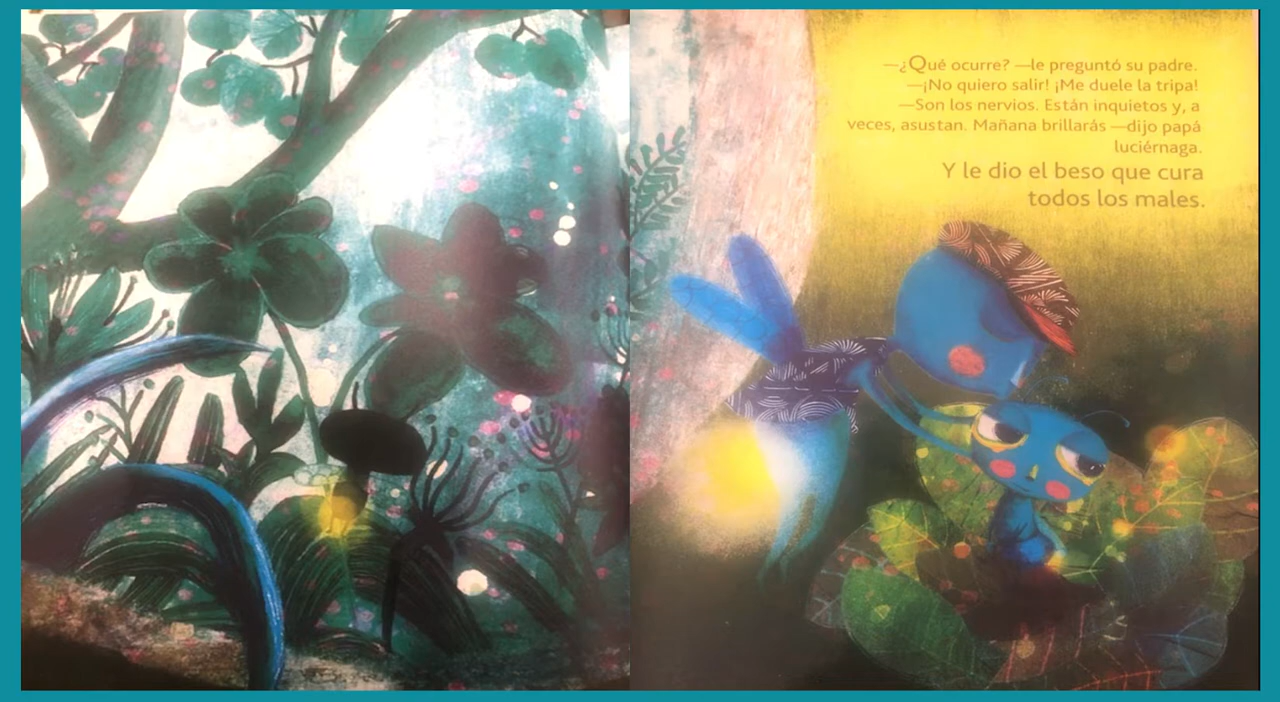 —¿Qué ocurre? —le preguntó su padre.
—¡No quiero salir! ¡Me duele la tripa!
—Son los nervios. Están inquietos y, a
veces, asustan. Mañana brillarás —dijo papá
luciérnaga.
Y le dio el beso que cura
todos los males.